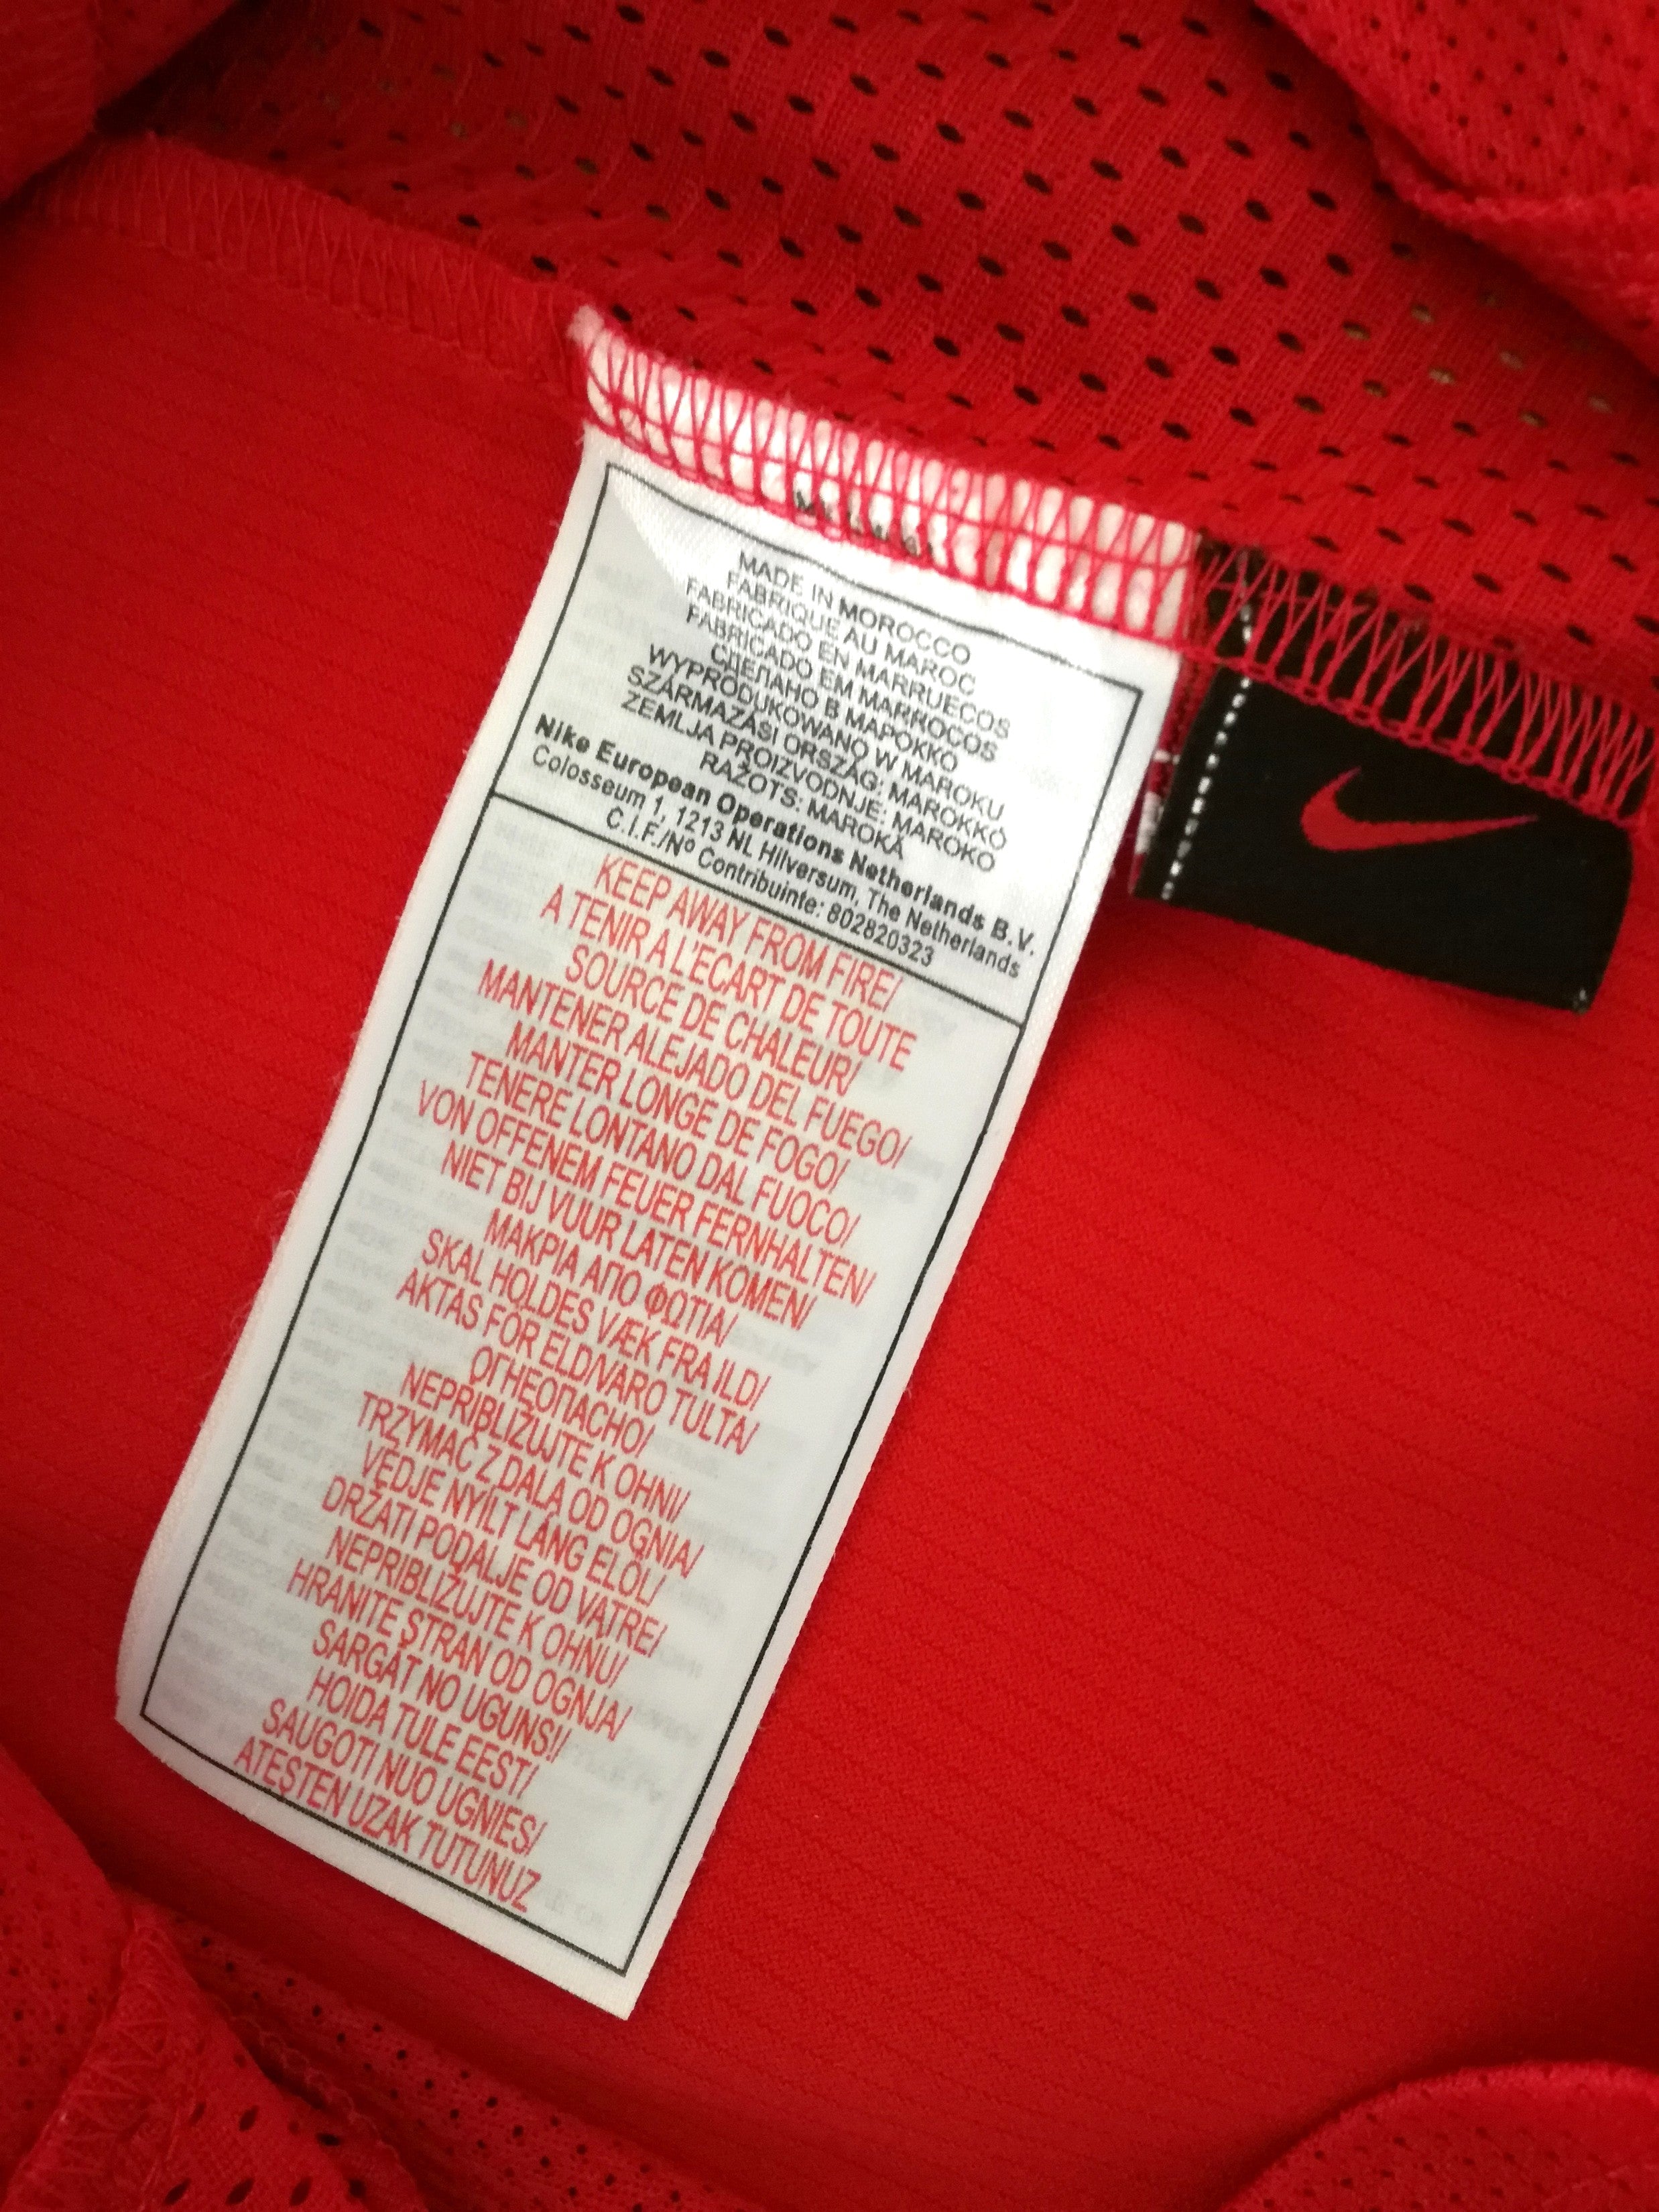 MADE IN MOROCCO
FABRIQUE AU MAROC
FABRICADO EN MARRUECOS
FABRICADO EM MARROCOS
СДЕЛАНО В МАРОККО
WYPRODUKOWANO W MAROKU
SZÁRMAZÁSI ORSZÁG: MAROKKÓ
ZEMLJA PROIZVODNJE: MAROKO
RAŽOTS: MAROKĀ
Nike European Operations Netherlands B.V.
Colosseum 1, 1213 NL Hilversum, The Netherlands
C.I.F./Nº Contribuinte: 802820323
KEEP AWAY FROM FIRE/
A TENIR A L'ECART DE TOUTE
SOURCE DE CHALEUR/
MANTENER ALEJADO DEL FUEGO/
MANTER LONGE DE FOGO/
TENERE LONTANO DAL FUOCO/
VON OFFENEM FEUER FERNHALTEN/
NIET BIJ VUUR LATEN KOMEN/
ΜΑΚΡΙΑ ΑΠΟ ΦΩΤΙΑ/
SKAL HOLDES VÆK FRA ILD/
AKTAS FÖR ELD/VARO TULTA/
ОГНЕОПАСНО/
NEPRIBLIŽUJTE K OHNI/
TRZYMAĆ Z DALA OD OGNIA/
VÉDJE NYÍLT LÁNG ELÖL/
DRŽATI PODALJE OD VATRE/
NEPRIBLIŽUJTE K OHNU/
HRANITE STRAN OD OGNJA/
SARGĀT NO UGUNS!/
HOIDA TULE EEST/
SAUGOTI NUO UGNIES/
ATEŞTEN UZAK TUTUNUZ